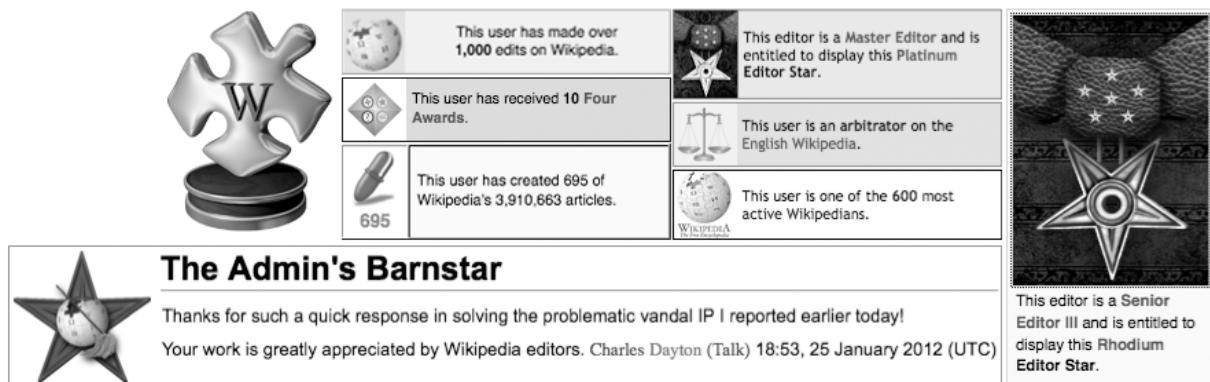 W
This user has made over
1,000 edits on Wikipedia.
This user has received 10 Four
Awards.
695
This user has created 695 of
Wikipedia's 3,910,663 articles.
This editor is a Master Editor and is
entitled to display this Platinum
Editor Star.
This user is an arbitrator on the
English Wikipedia.
WIKIPEDIA
The Free Encyclopedia
This user is one of the 600 most
active Wikipedians.
This editor is a Senior
Editor III and is entitled to
display this Rhodium
Editor Star.
The Admin's Barnstar
Thanks for such a quick response in solving the problematic vandal IP I reported earlier today!
Your work is greatly appreciated by Wikipedia editors. Charles Dayton (Talk) 18:53, 25 January 2012 (UTC)